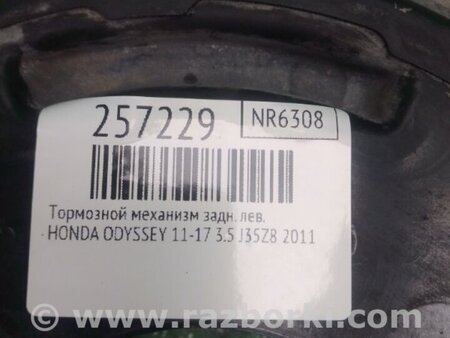 257229
NR6308
Тормозной механизм задн. лев.
HONDA ODYSSEY 11-17 3.5 J35Z8 2011
www.razborki.com